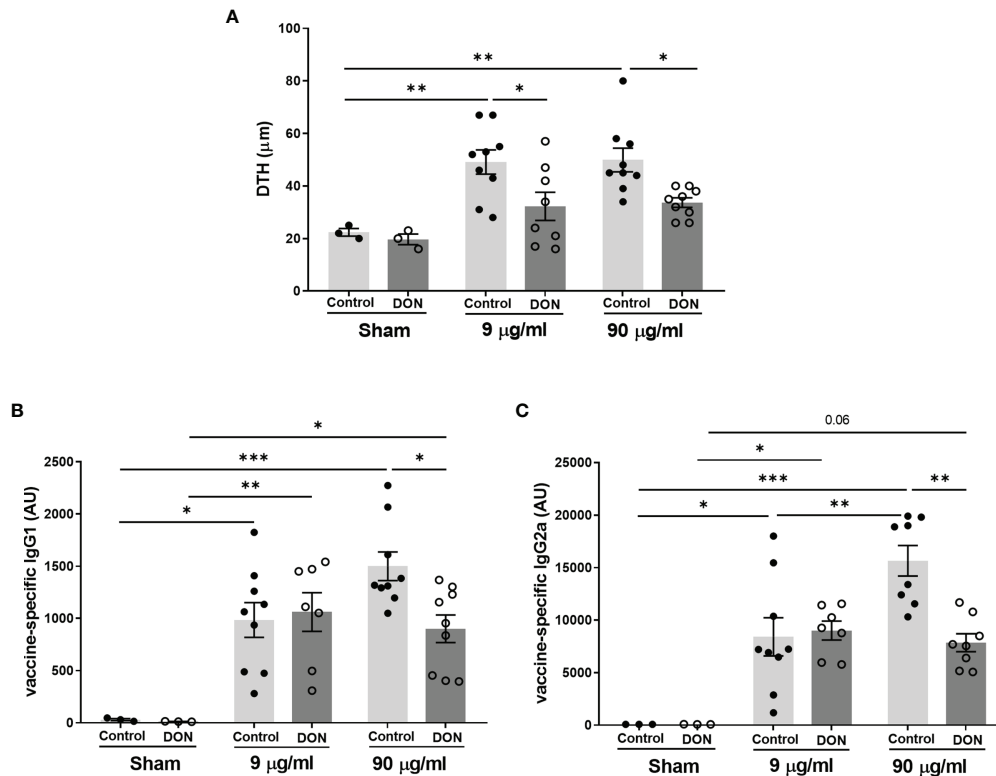 A
100
80
60
40
20
0
DTH (μm)
** *
** *
Control DON Control DON Control DON
Sham 9 μg/ml 90 μg/ml
B
2500
2000
1500
1000
500
0
vaccine-specific IgG1 (AU)
*
*** *
**
*
Control DON Control DON Control DON
Sham 9 μg/ml 90 μg/ml
C
25000
20000
15000
10000
5000
0
vaccine-specific IgG2a (AU)
0.06
*
*** **
* **
Control DON Control DON Control DON
Sham 9 μg/ml 90 μg/ml